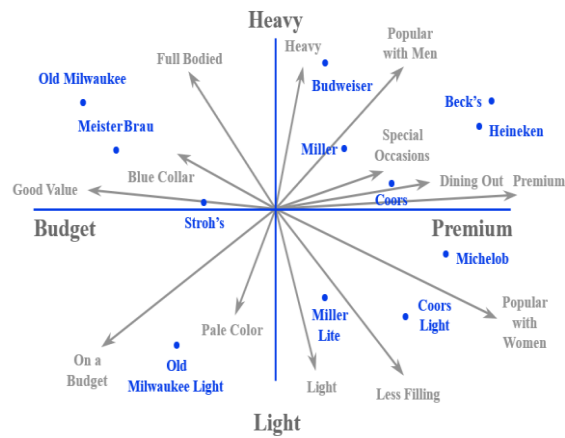 Heavy
Popular
with Men
Heavy
Full Bodied
Old Milwaukee
Budweiser
Beck's
MeisterBrau
Heineken
Miller
Special
Occasions
Blue Collar
Good Value
Dining Out
Premium
Coors
Budget
Stroh's
Premium
Michelob
Popular
with
Women
Miller
Lite
Coors
Light
Pale Color
On a
Budget
Old
Milwaukee Light
Light
Less Filling
Light